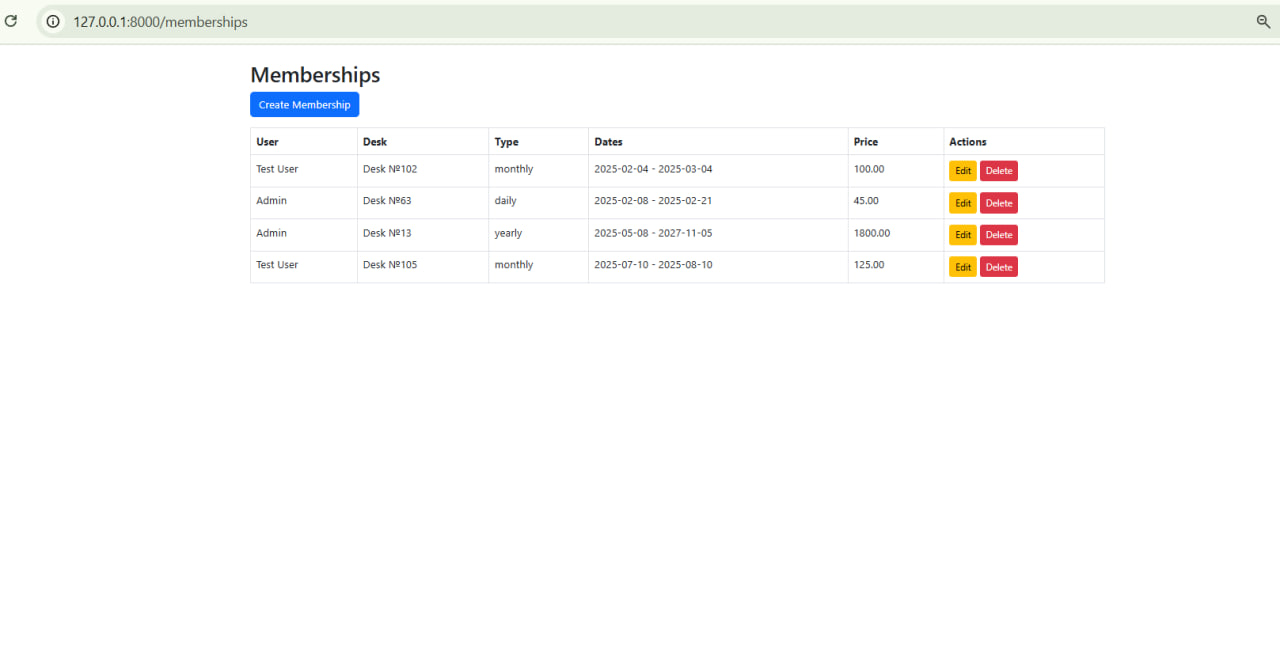 127.0.0.1:8000/memberships
Memberships
Create Membership
User Desk Type Dates Price Actions
Test User Desk №102 monthly 2025-02-04 - 2025-03-04 100.00 Edit Delete
Admin Desk №63 daily 2025-02-08 - 2025-02-21 45.00 Edit Delete
Admin Desk №13 yearly 2025-05-08 - 2027-11-05 1800.00 Edit Delete
Test User Desk №105 monthly 2025-07-10 - 2025-08-10 125.00 Edit Delete